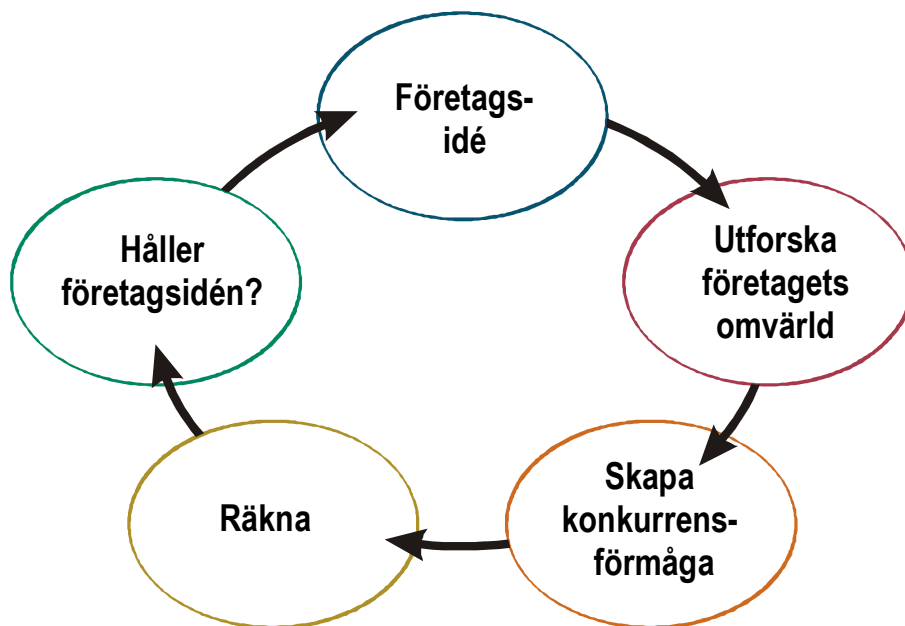 Företags-
idé
Utforska
företagets
omvärld
Skapa
konkurrens-
förmåga
Räkna
Håller
företagsidén?